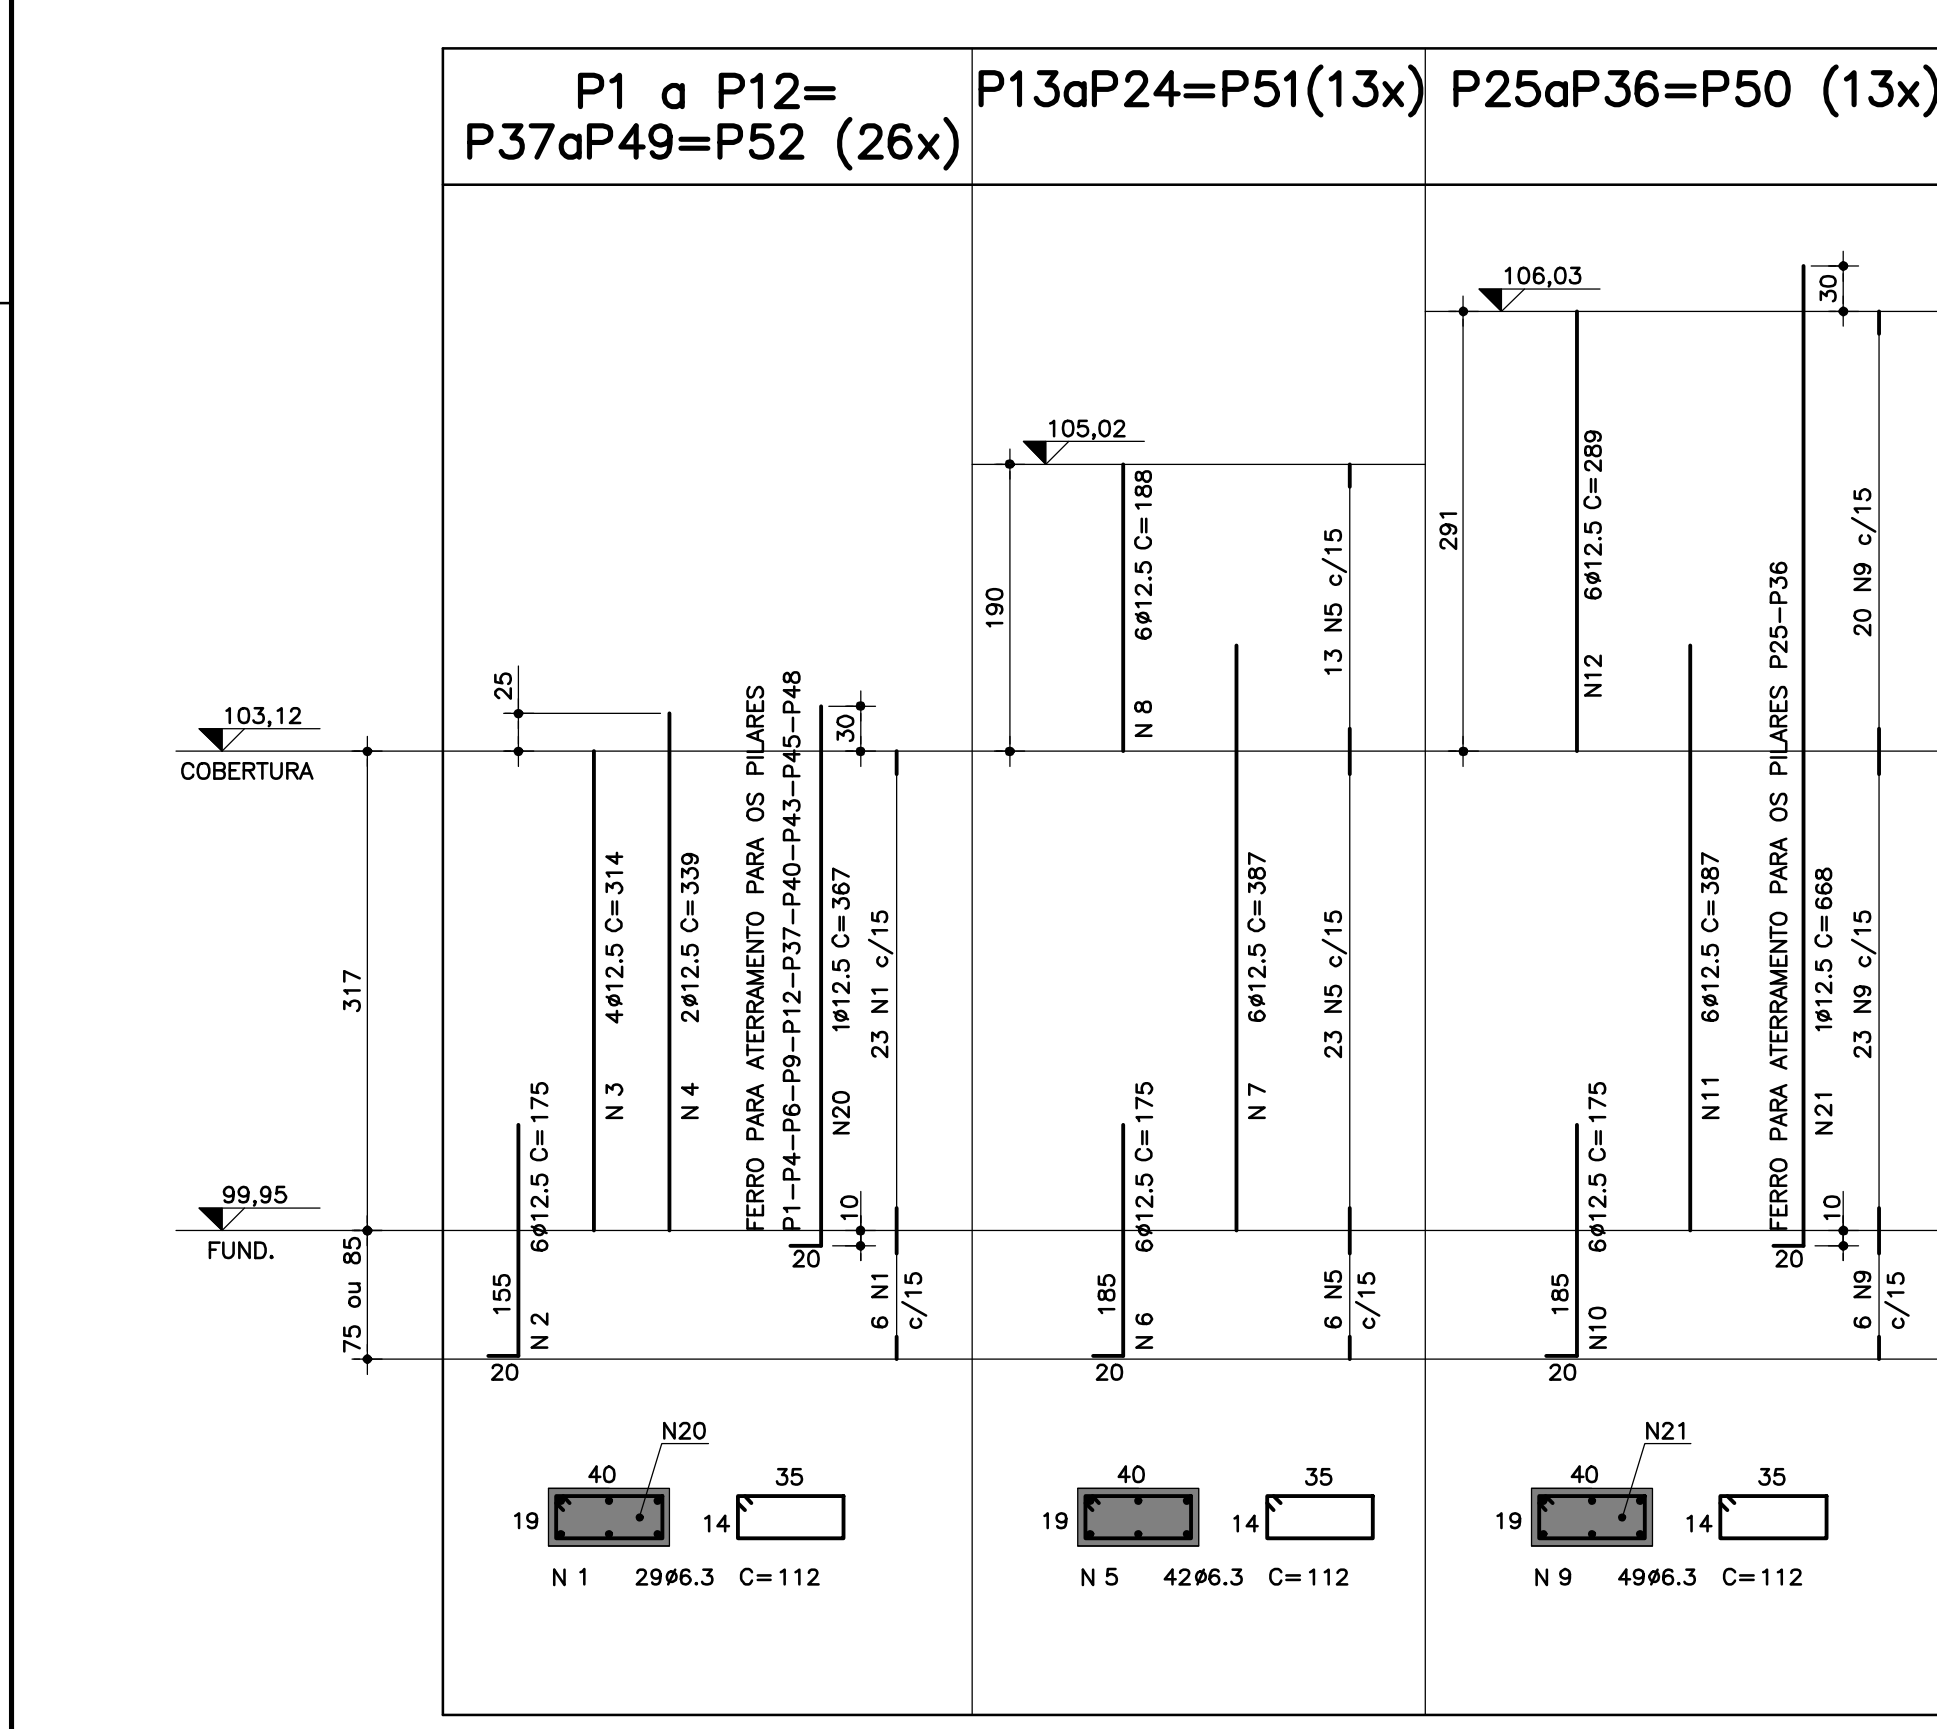 P1 a P12=
P37aP49=P52 (26x)
P13aP24=P51(13x)
P25aP36=P50 (13x)
103,12
COBERTURA
317
99,95
FUND.
75 ou 85
25
155
20
N 2 6ø12.5 C=175
N 3 4ø12.5 C=314
N 4 2ø12.5 C=339
FERRO PARA ATERRAMENTO PARA OS PILARES
P1-P4-P6-P9-P12-P37-P40-P43-P45-P48
N20 1ø12.5 C=367
30
10
20
23 N1 c/15
6 N1
c/15
N20
40
19
35
14
N 1 29ø6.3 C=112
105,02
190
N 8 6ø12.5 C=188
13 N5 c/15
N 7 6ø12.5 C=387
23 N5 c/15
185
20
N 6 6ø12.5 C=175
6 N5
c/15
40
19
35
14
N 5 42ø6.3 C=112
106,03
291
N12 6ø12.5 C=289
30
20 N9 c/15
N11 6ø12.5 C=387
FERRO PARA ATERRAMENTO PARA OS PILARES P25-P36
N21 1ø12.5 C=668
23 N9 c/15
10
20
185
20
N10 6ø12.5 C=175
6 N9
c/15
N21
40
19
35
14
N 9 49ø6.3 C=112